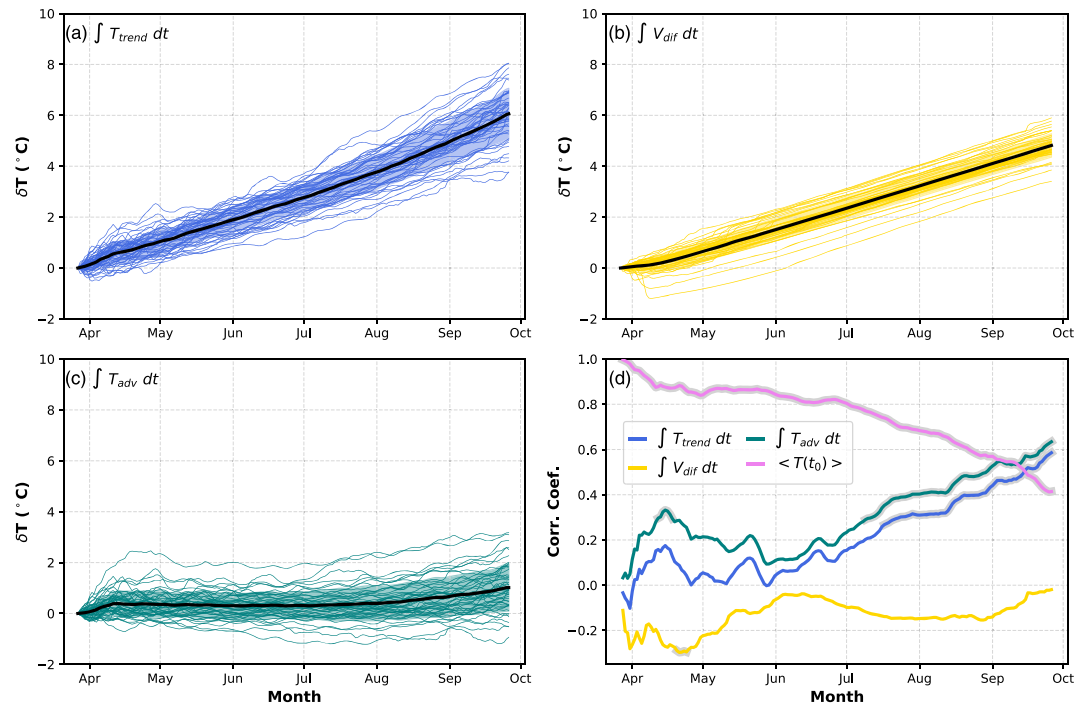 (a) ∫ T_trend dt
10
8
6
4
2
0
−2
δT (°C)
Apr May Jun Jul Aug Sep Oct
(b) ∫ V_dif dt
10
8
6
4
2
0
−2
δT (°C)
Apr May Jun Jul Aug Sep Oct
(c) ∫ T_adv dt
10
8
6
4
2
0
−2
δT (°C)
Apr May Jun Jul Aug Sep Oct
Month
(d)
1.0
0.8
0.6
0.4
0.2
0.0
−0.2
Corr. Coef.
∫ T_trend dt ∫ T_adv dt
∫ V_dif dt <T(t_0)>
Apr May Jun Jul Aug Sep Oct
Month